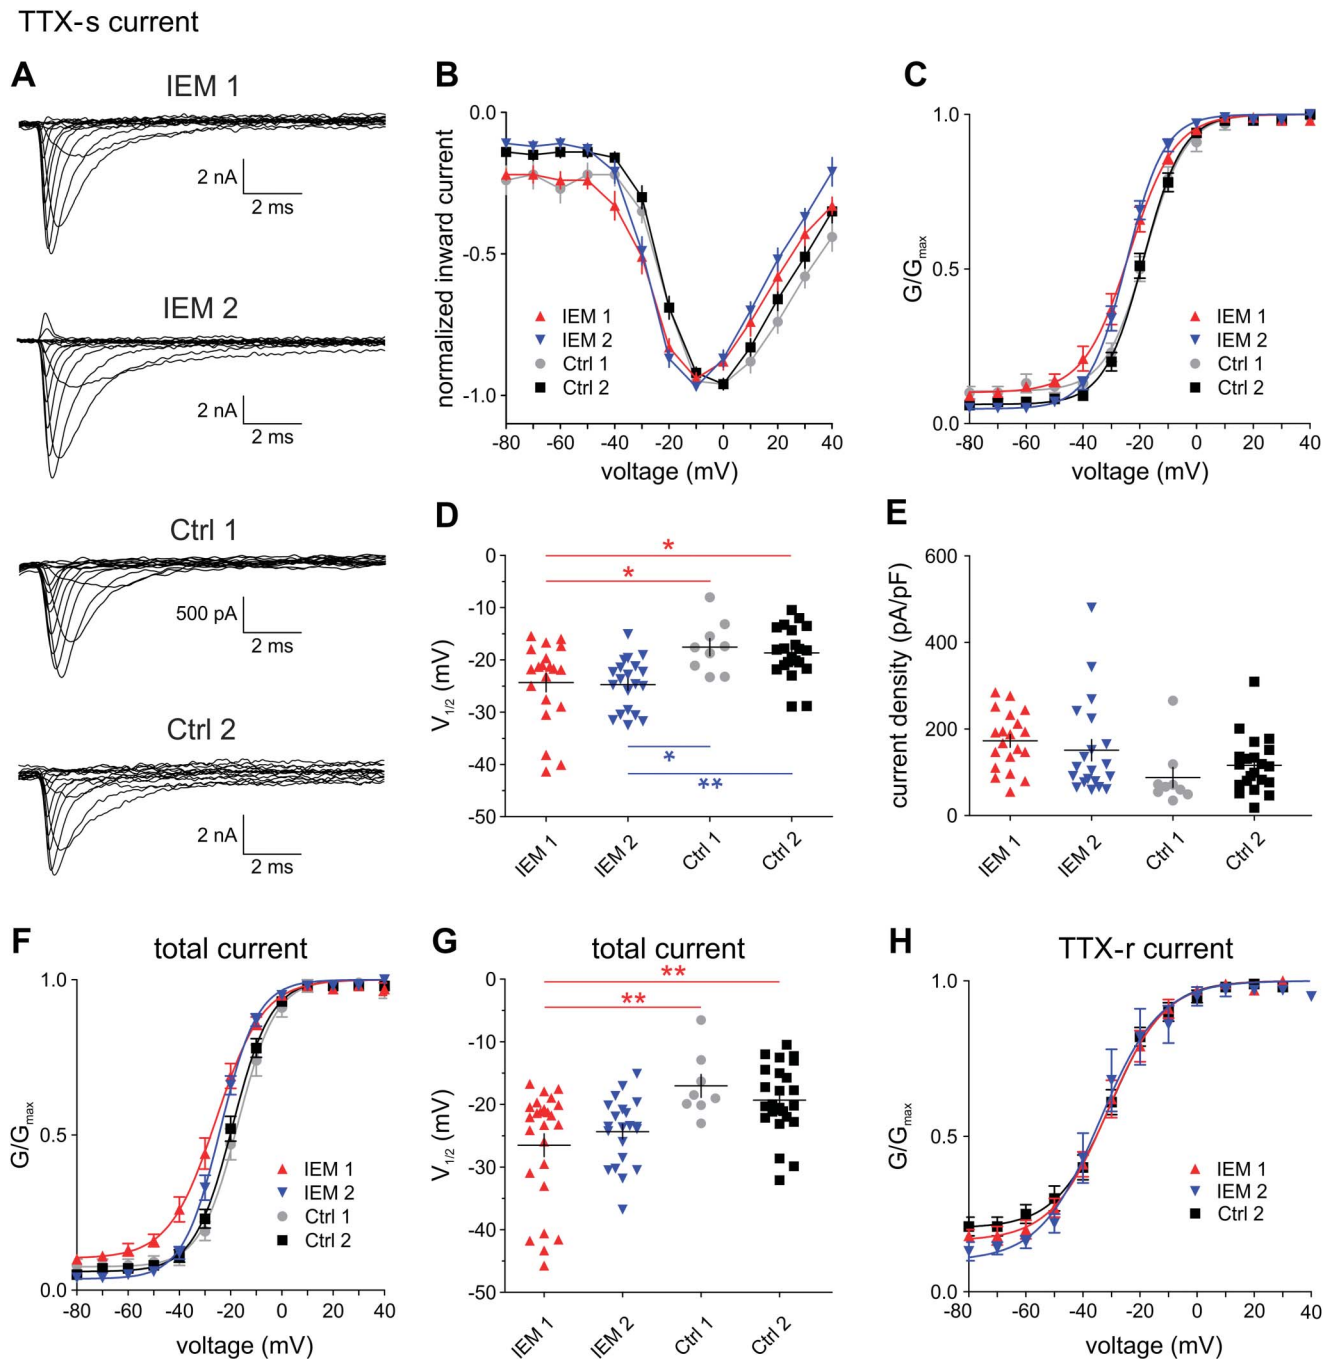 TTX-s current
A
IEM 1
2 nA
2 ms
IEM 2
2 nA
2 ms
Ctrl 1
500 pA
2 ms
Ctrl 2
2 nA
2 ms
B
0.0
-0.5
-1.0
normalized inward current
IEM 1
IEM 2
Ctrl 1
Ctrl 2
-80 -60 -40 -20 0 20 40
voltage (mV)
C
1.0
0.5
0.0
G/Gmax
IEM 1
IEM 2
Ctrl 1
Ctrl 2
-80 -60 -40 -20 0 20 40
voltage (mV)
D
0
-10
-20
-30
-40
-50
V1/2 (mV)
*
*
*
**
IEM 1 IEM 2 Ctrl 1 Ctrl 2
E
600
400
200
0
current density (pA/pF)
IEM 1 IEM 2 Ctrl 1 Ctrl 2
F
total current
1.0
0.5
0.0
G/Gmax
IEM 1
IEM 2
Ctrl 1
Ctrl 2
-80 -60 -40 -20 0 20 40
voltage (mV)
G
total current
0
-10
-20
-30
-40
-50
V1/2 (mV)
**
**
IEM 1 IEM 2 Ctrl 1 Ctrl 2
H
TTX-r current
1.0
0.5
0.0
G/Gmax
IEM 1
IEM 2
Ctrl 2
-80 -60 -40 -20 0 20 40
voltage (mV)